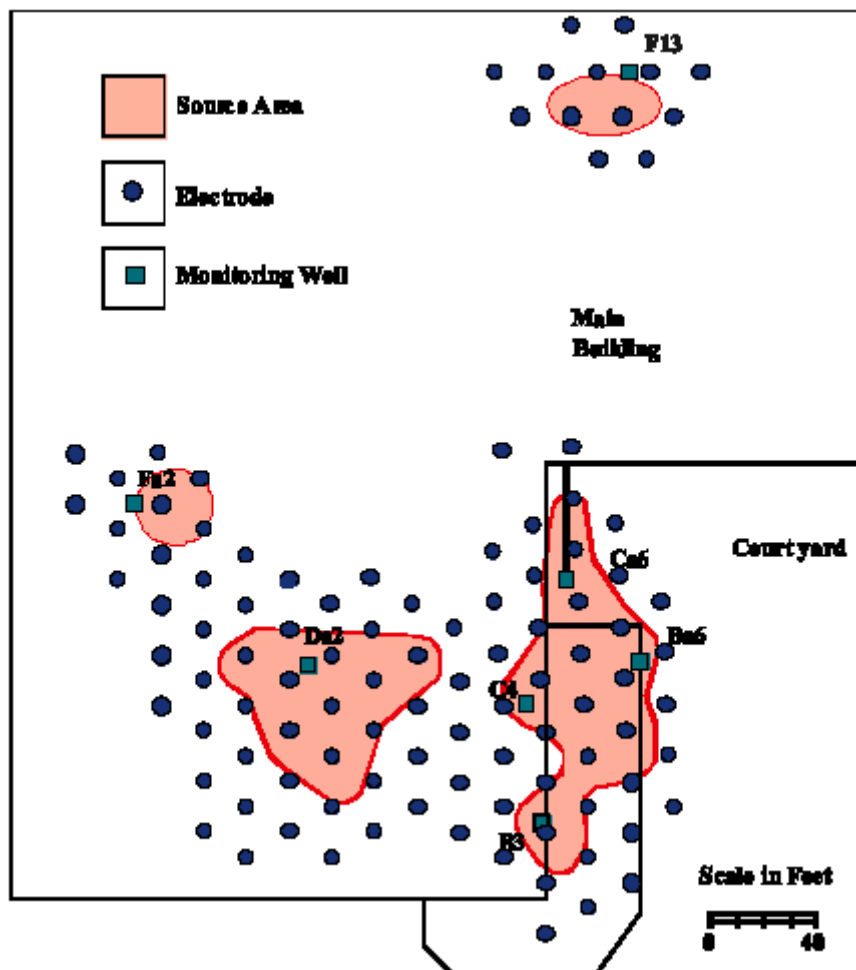 F13
Source Area
Electrode
Monitoring Well
Main
Building
Fg2
Courtyard
Ca6
Da2
Ba6
C4
B3
Scale in Feet
0 40